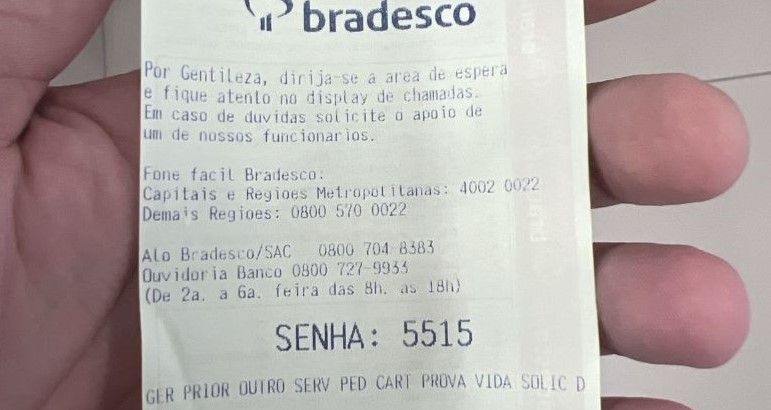 bradesco
Por Gentileza, dirija-se a area de espera
e fique atento no display de chamadas.
Em caso de duvidas solicite o apoio de
um de nossos funcionarios.
Fone facil Bradesco:
Capitais e Regioes Metropolitanas: 4002 0022
Demais Regioes: 0800 570 0022
Alo Bradesco/SAC 0800 704-8383
Ouvidoria Banco 0800 727-9933
(De 2a. a 6a. feira das 8h. as 18h)
SENHA: 5515
GER PRIOR OUTRO SERV PED CART PROVA VIDA SOLIC D